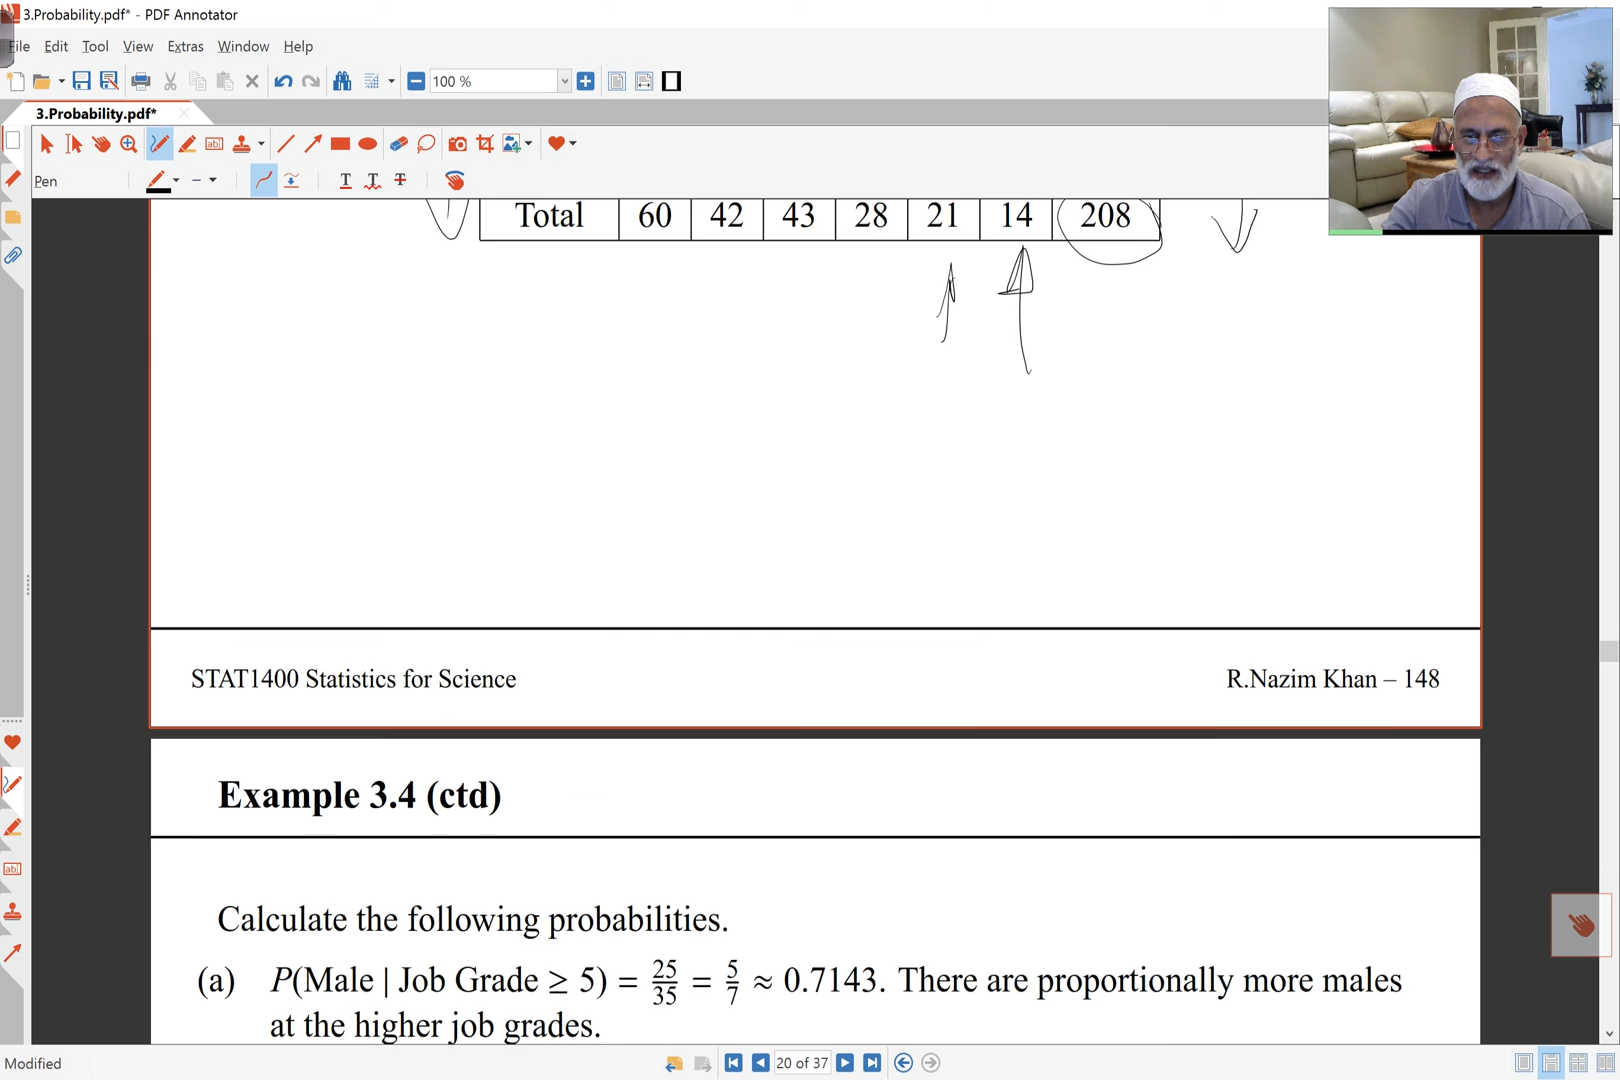 3.Probability.pdf* - PDF Annotator
File Edit Tool View Extras Window Help
100 %
3.Probability.pdf*
Pen
Total 60 42 43 28 21 14 208
STAT1400 Statistics for Science
R.Nazim Khan – 148
Example 3.4 (ctd)
Calculate the following probabilities.
(a) P(Male | Job Grade ≥ 5) = 25/35 = 5/7 ≈ 0.7143. There are proportionally more males
at the higher job grades.
Modified
20 of 37